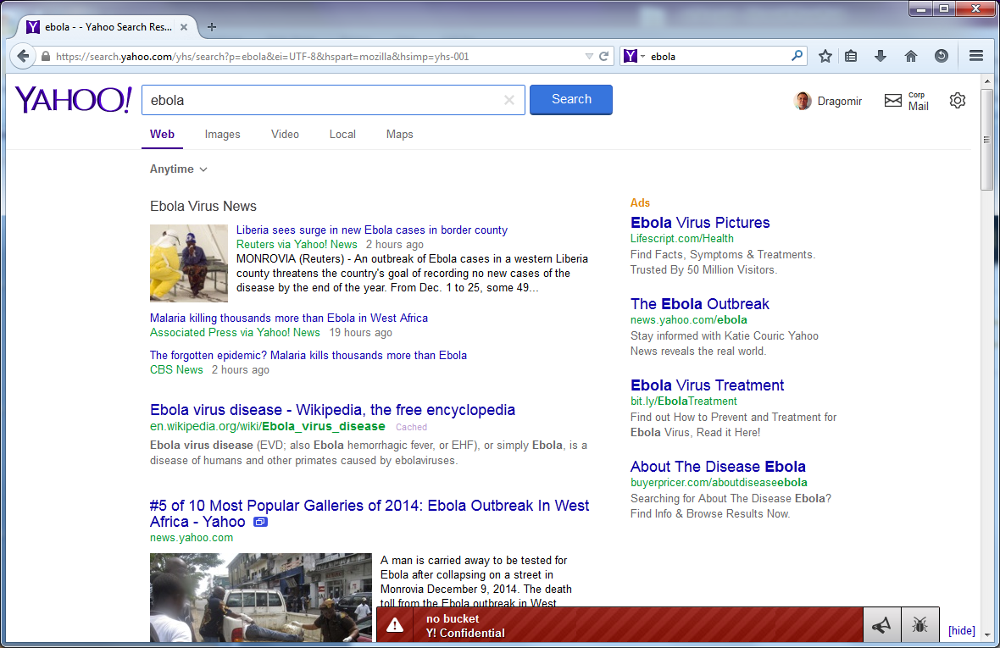 ebola - - Yahoo Search Res...
https://search.yahoo.com/yhs/search?p=ebola&ei=UTF-8&hspart=mozilla&hsimp=yhs-001
ebola
YAHOO!
ebola
Search
Dragomir
Corp
Mail
Web Images Video Local Maps
Anytime
Ebola Virus News
Liberia sees surge in new Ebola cases in border county
Reuters via Yahoo! News 2 hours ago
MONROVIA (Reuters) - An outbreak of Ebola cases in a western Liberia
county threatens the country's goal of recording no new cases of the
disease by the end of the year. From Dec. 1 to 25, some 49...
Malaria killing thousands more than Ebola in West Africa
Associated Press via Yahoo! News 19 hours ago
The forgotten epidemic? Malaria kills thousands more than Ebola
CBS News 2 hours ago
Ebola virus disease - Wikipedia, the free encyclopedia
en.wikipedia.org/wiki/Ebola_virus_disease Cached
Ebola virus disease (EVD; also Ebola hemorrhagic fever, or EHF), or simply Ebola, is a
disease of humans and other primates caused by ebolaviruses.
#5 of 10 Most Popular Galleries of 2014: Ebola Outbreak In West
Africa - Yahoo
news.yahoo.com
A man is carried away to be tested for
Ebola after collapsing on a street in
Monrovia December 9, 2014. The death
toll from the Ebola outbreak in West
Ads
Ebola Virus Pictures
Lifescript.com/Health
Find Facts, Symptoms & Treatments.
Trusted By 50 Million Visitors.
The Ebola Outbreak
news.yahoo.com/ebola
Stay informed with Katie Couric Yahoo
News reveals the real world.
Ebola Virus Treatment
bit.ly/EbolaTreatment
Find out How to Prevent and Treatment for
Ebola Virus, Read it Here!
About The Disease Ebola
buyerpricer.com/aboutdiseaseebola
Searching for About The Disease Ebola?
Find Info & Browse Results Now.
no bucket
Y! Confidential
[hide]